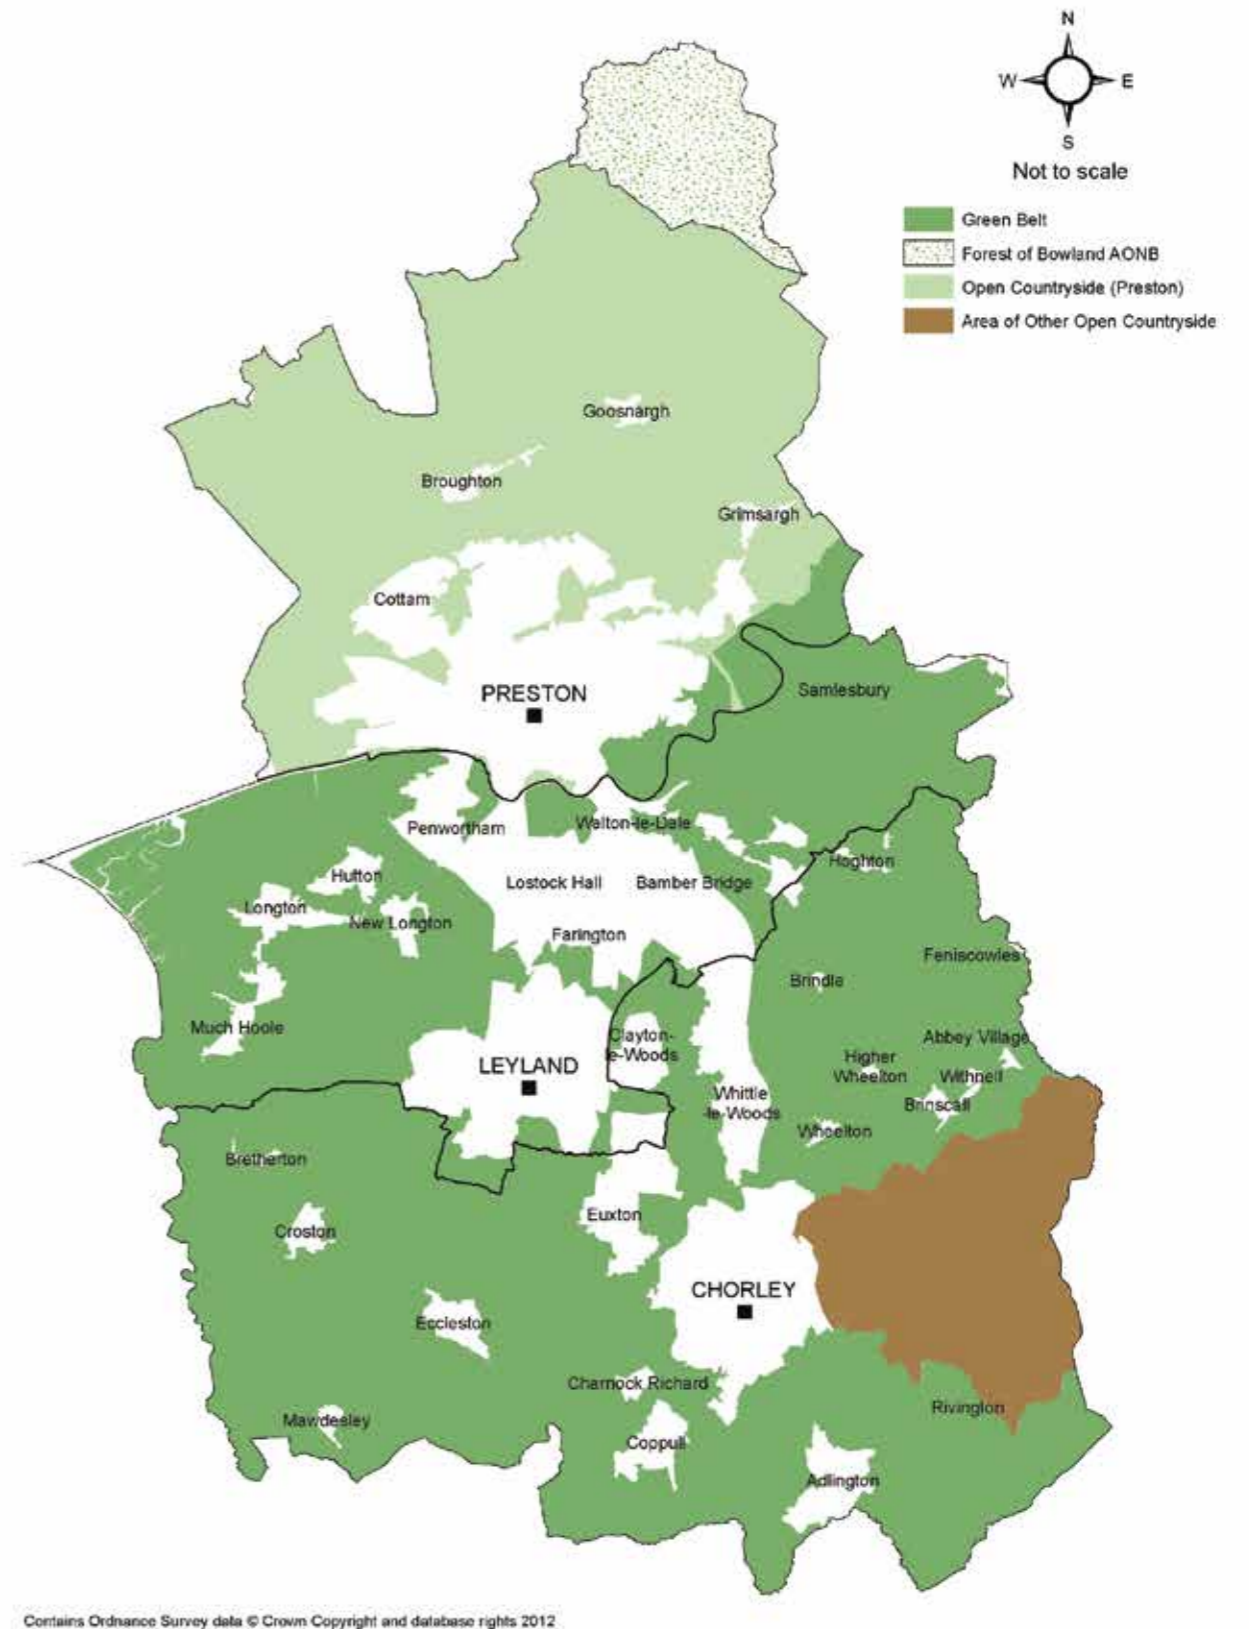 N
W E
S
Not to scale
Green Belt
Forest of Bowland AONB
Open Countryside (Preston)
Area of Other Open Countryside
Goosnargh
Broughton
Grimsargh
Cottam
PRESTON
Samlesbury
Penwortham
Walton-le-Dale
Hoghton
Hutton
Lostock Hall
Bamber Bridge
Longton
New Longton
Farington
Feniscowles
Brindle
Much Hoole
Clayton-
le-Woods
Abbey Village
Higher
Wheelton
Withnell
LEYLAND
Whittle
-le-Woods
Brinscall
Wheelton
Bretherton
Euxton
Croston
CHORLEY
Eccleston
Charnock Richard
Rivington
Mawdesley
Coppull
Adlington
Contains Ordnance Survey data © Crown Copyright and database rights 2012